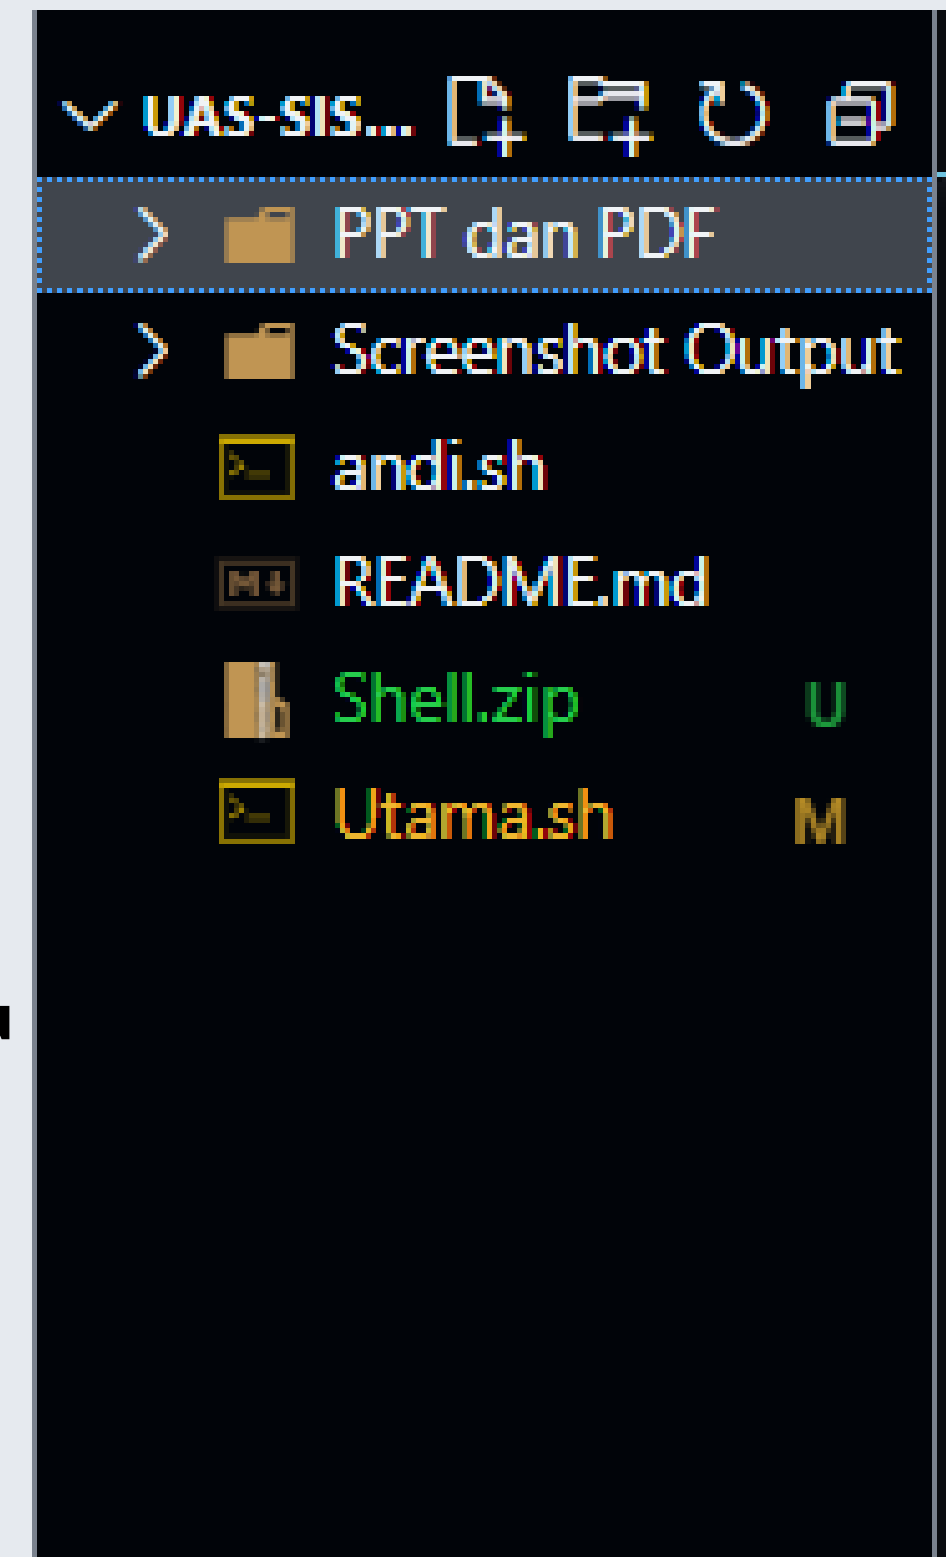 UAS-SIS...
PPT dan PDF
Screenshot Output
andi.sh
README.md
Shell.zip U
Utama.sh M